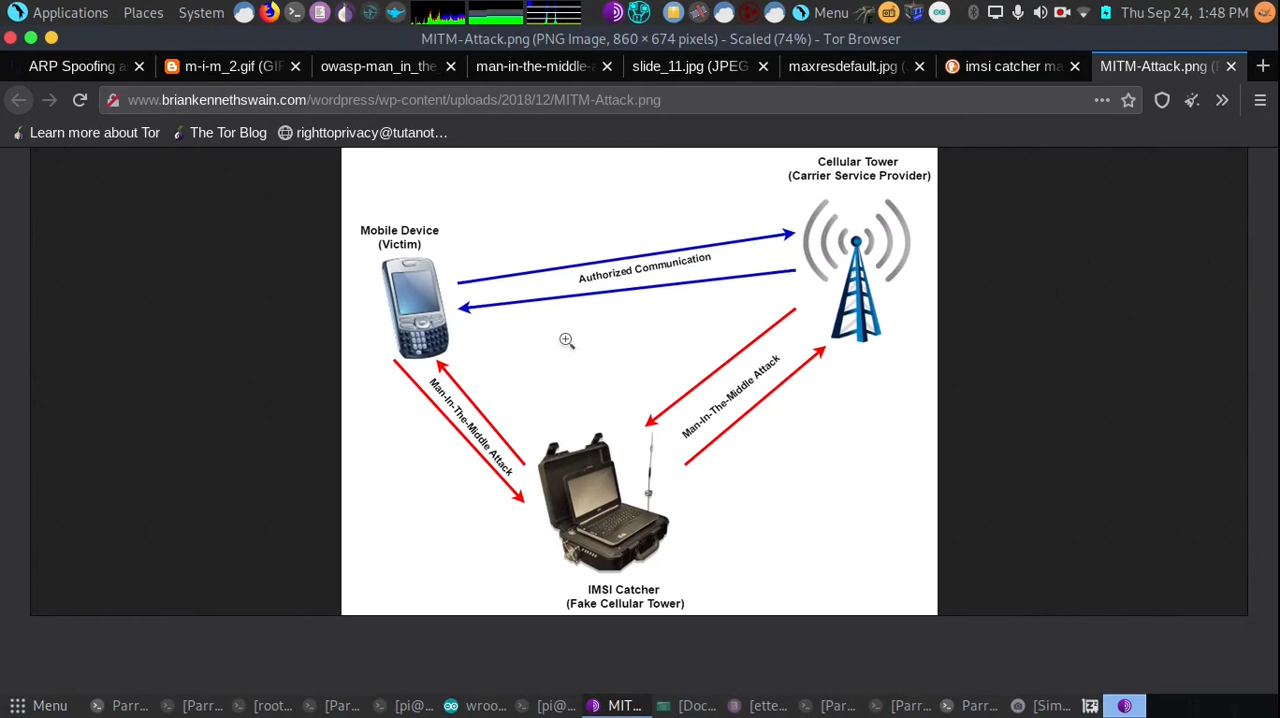 Applications Places System Menu Thu Sep 24, 1:48 PM
MITM-Attack.png (PNG Image, 860 × 674 pixels) - Scaled (74%) - Tor Browser
ARP Spoofing a
m-i-m_2.gif (GIF
owasp-man_in_the_
man-in-the-middle-a
slide_11.jpg (JPEG
maxresdefault.jpg (
imsi catcher ma
MITM-Attack.png (P
www.briankennethswain.com/wordpress/wp-content/uploads/2018/12/MITM-Attack.png
Learn more about Tor The Tor Blog righttoprivacy@tutanot…
Cellular Tower
(Carrier Service Provider)
Mobile Device
(Victim)
Authorized Communication
Man-In-The-Middle Attack
Man-In-The-Middle Attack
IMSI Catcher
(Fake Cellular Tower)
Menu Parr... [Parr... [root... [Par... [pi@... wroo... [pi@... MIT... [Doc... [ette... [Par... [Parr... Parr... [Sim...